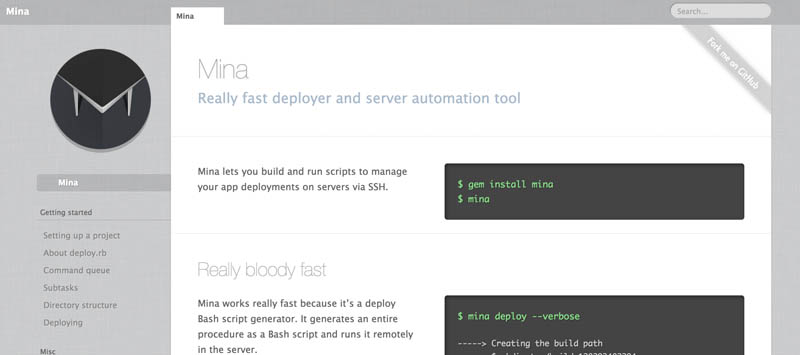 Mina
Mina
Search...
Fork me on GitHub
Mina
Really fast deployer and server automation tool
Mina
Getting started
Setting up a project
About deploy.rb
Command queue
Subtasks
Directory structure
Deploying
Misc
Mina lets you build and run scripts to manage
your app deployments on servers via SSH.
$ gem install mina
$ mina
Really bloody fast
Mina works really fast because it's a deploy
Bash script generator. It generates an entire
procedure as a Bash script and runs it remotely
in the server.
$ mina deploy --verbose
-----> Creating the build path